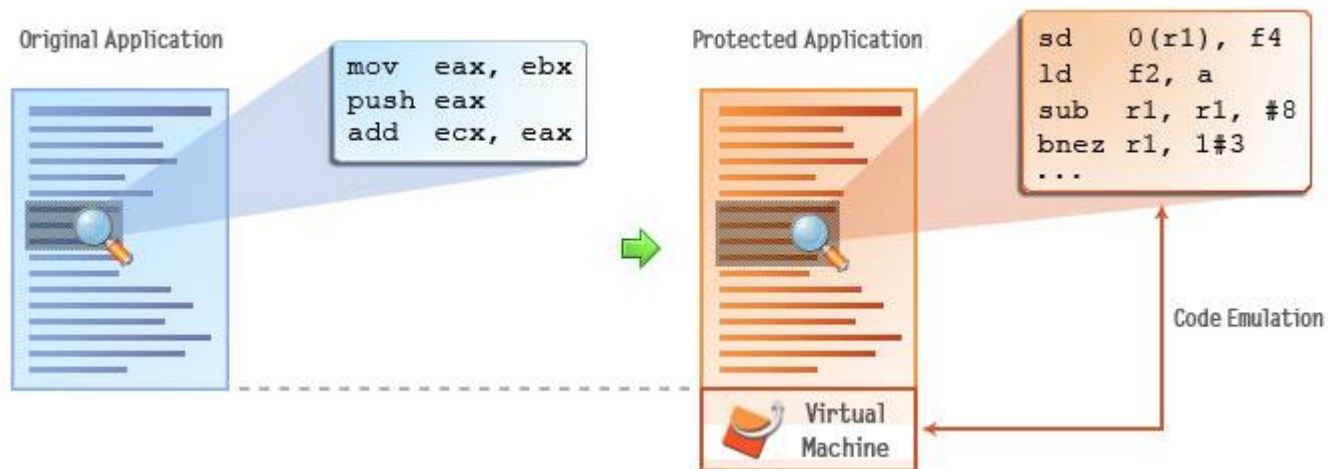 Original Application
mov eax, ebx
push eax
add ecx, eax
Protected Application
sd 0(r1), f4
ld f2, a
sub r1, r1, #8
bnez r1, 1#3
...
Code Emulation
Virtual
Machine